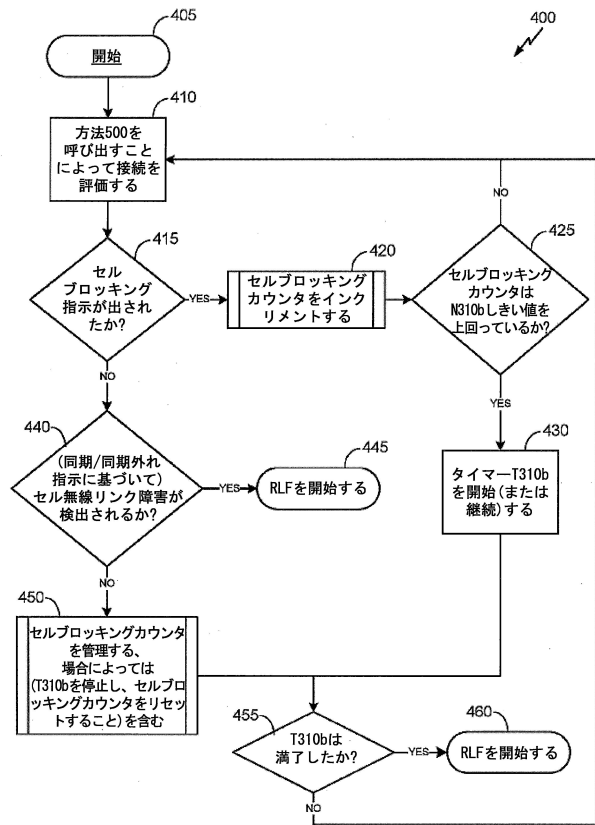 400
405
開始
410
方法500を
呼び出すこと
によって接続を
評価する
415
セル
ブロッキング
指示が出され
たか?
YES
420
セルブロッキング
カウンタをインク
リメントする
NO
425
セルブロッキング
カウンタは
N310bしきい値を
上回っているか?
YES
430
タイマーT310b
を開始(または
継続)する
NO
440
(同期/同期外れ
指示に基づいて)
セル無線リンク障害が
検出されるか?
YES
445
RLFを開始する
NO
450
セルブロッキングカウンタ
を管理する、
場合によっては
(T310bを停止し、セルブロ
ッキングカウンタをリセッ
トすること)を含む
455
T310bは
満了したか?
YES
460
RLFを開始する
NO